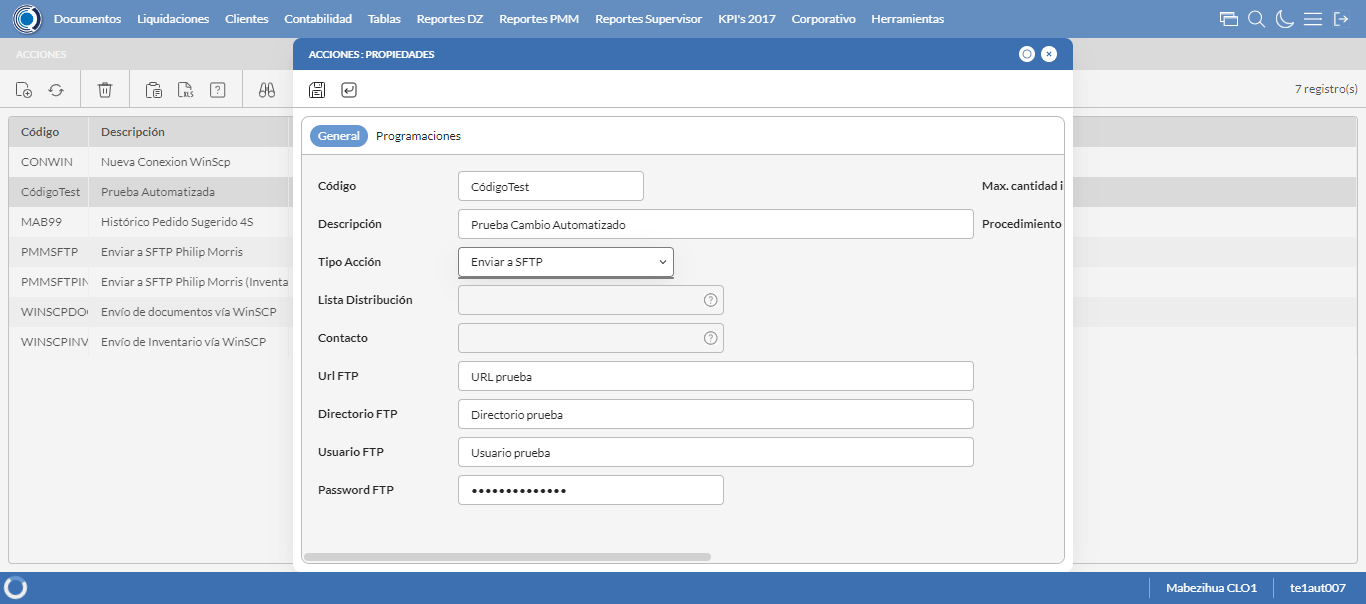 Documentos Liquidaciones Clientes Contabilidad Tablas Reportes DZ Reportes PMM Reportes Supervisor KPI's 2017 Corporativo Herramientas
ACCIONES
ACCIONES : PROPIEDADES
XLS
7 registro(s)
General Programaciones
Código Descripción
CONWIN Nueva Conexion WinScp
CódigoTest Prueba Automatizada
MAB99 Histórico Pedido Sugerido 4S
PMMSFTP Enviar a SFTP Philip Morris
PMMSFTPIN Enviar a SFTP Philip Morris (Inventa
WINSCPDO Envío de documentos vía WinSCP
WINSCPINV Envío de Inventario vía WinSCP
Código CódigoTest Max. cantidad i
Descripción Prueba Cambio Automatizado Procedimiento
Tipo Acción Enviar a SFTP
Lista Distribución
Contacto
Url FTP URL prueba
Directorio FTP Directorio prueba
Usuario FTP Usuario prueba
Password FTP ••••••••••••••
Mabezihua CLO1 te1aut007